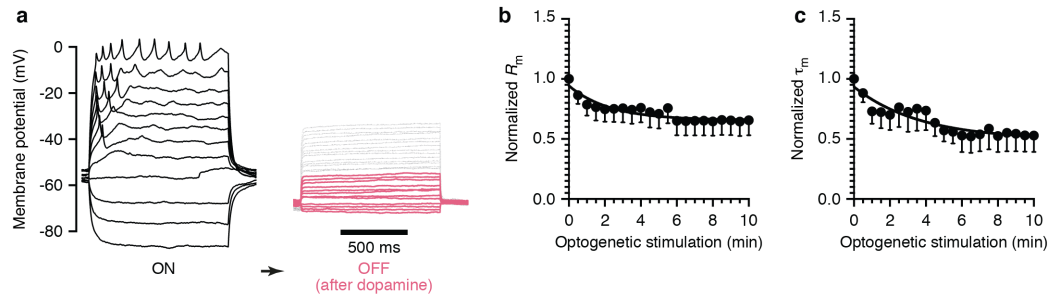 a
Membrane potential (mV)
0
-20
-40
-60
-80
500 ms
ON
OFF
(after dopamine)
b
Normalized Rm
1.5
1.0
0.5
0.0
0 2 4 6 8 10
Optogenetic stimulation (min)
c
Normalized τm
1.5
1.0
0.5
0.0
0 2 4 6 8 10
Optogenetic stimulation (min)